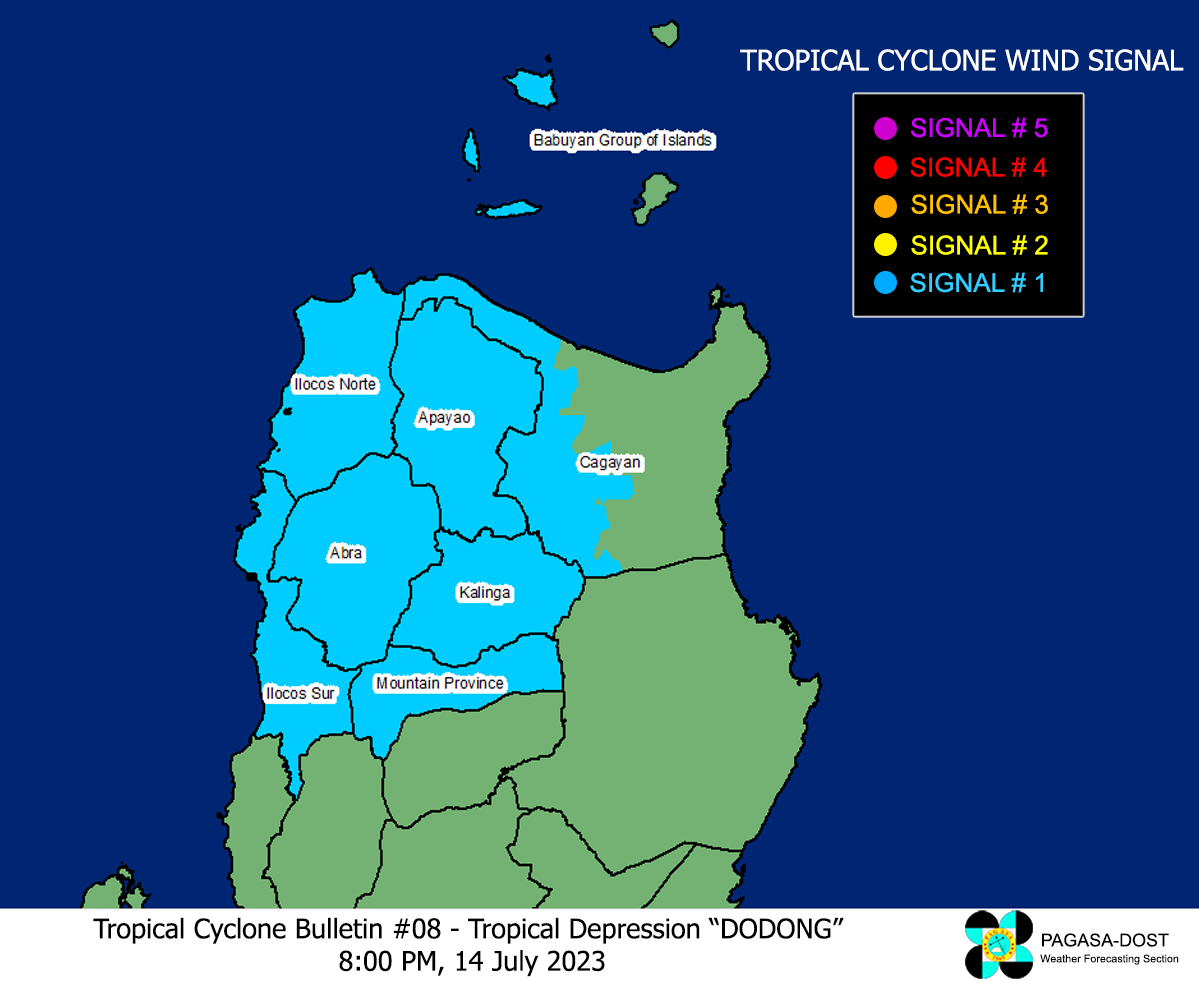 TROPICAL CYCLONE WIND SIGNAL
SIGNAL # 5
SIGNAL # 4
SIGNAL # 3
SIGNAL # 2
SIGNAL # 1
Babuyan Group of Islands
Ilocos Norte
Apayao
Cagayan
Abra
Kalinga
Mountain Province
Ilocos Sur
Tropical Cyclone Bulletin #08 - Tropical Depression “DODONG”
8:00 PM, 14 July 2023
PAGASA-DOST
Weather Forecasting Section